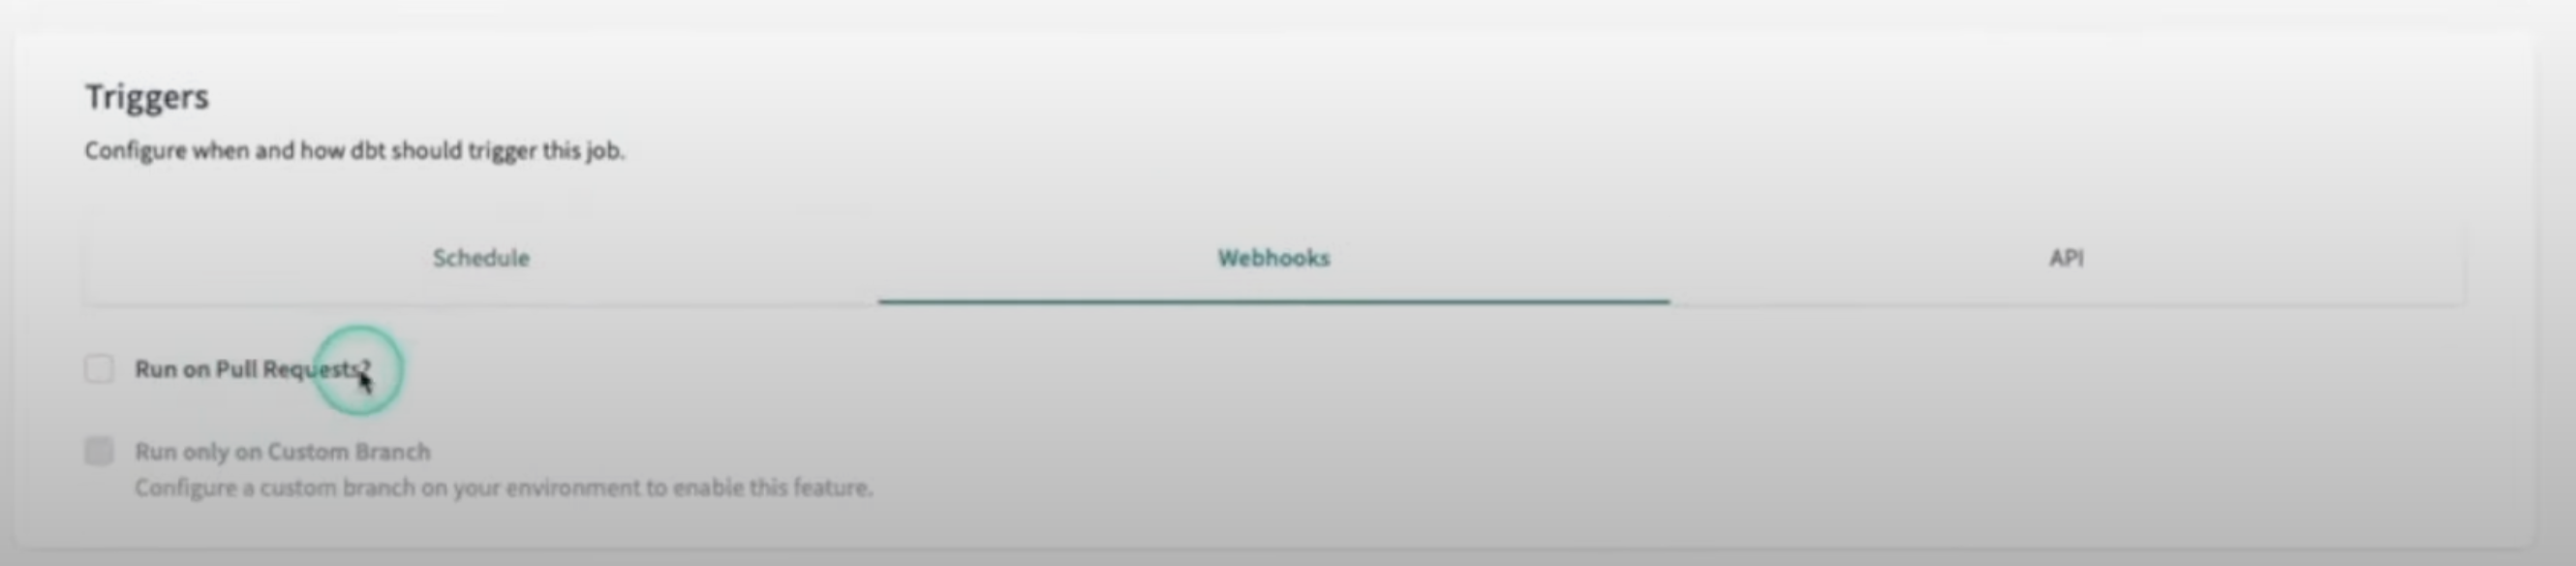 Triggers
Configure when and how dbt should trigger this job.
Schedule Webhooks API
Run on Pull Requests?
Run only on Custom Branch
Configure a custom branch on your environment to enable this feature.